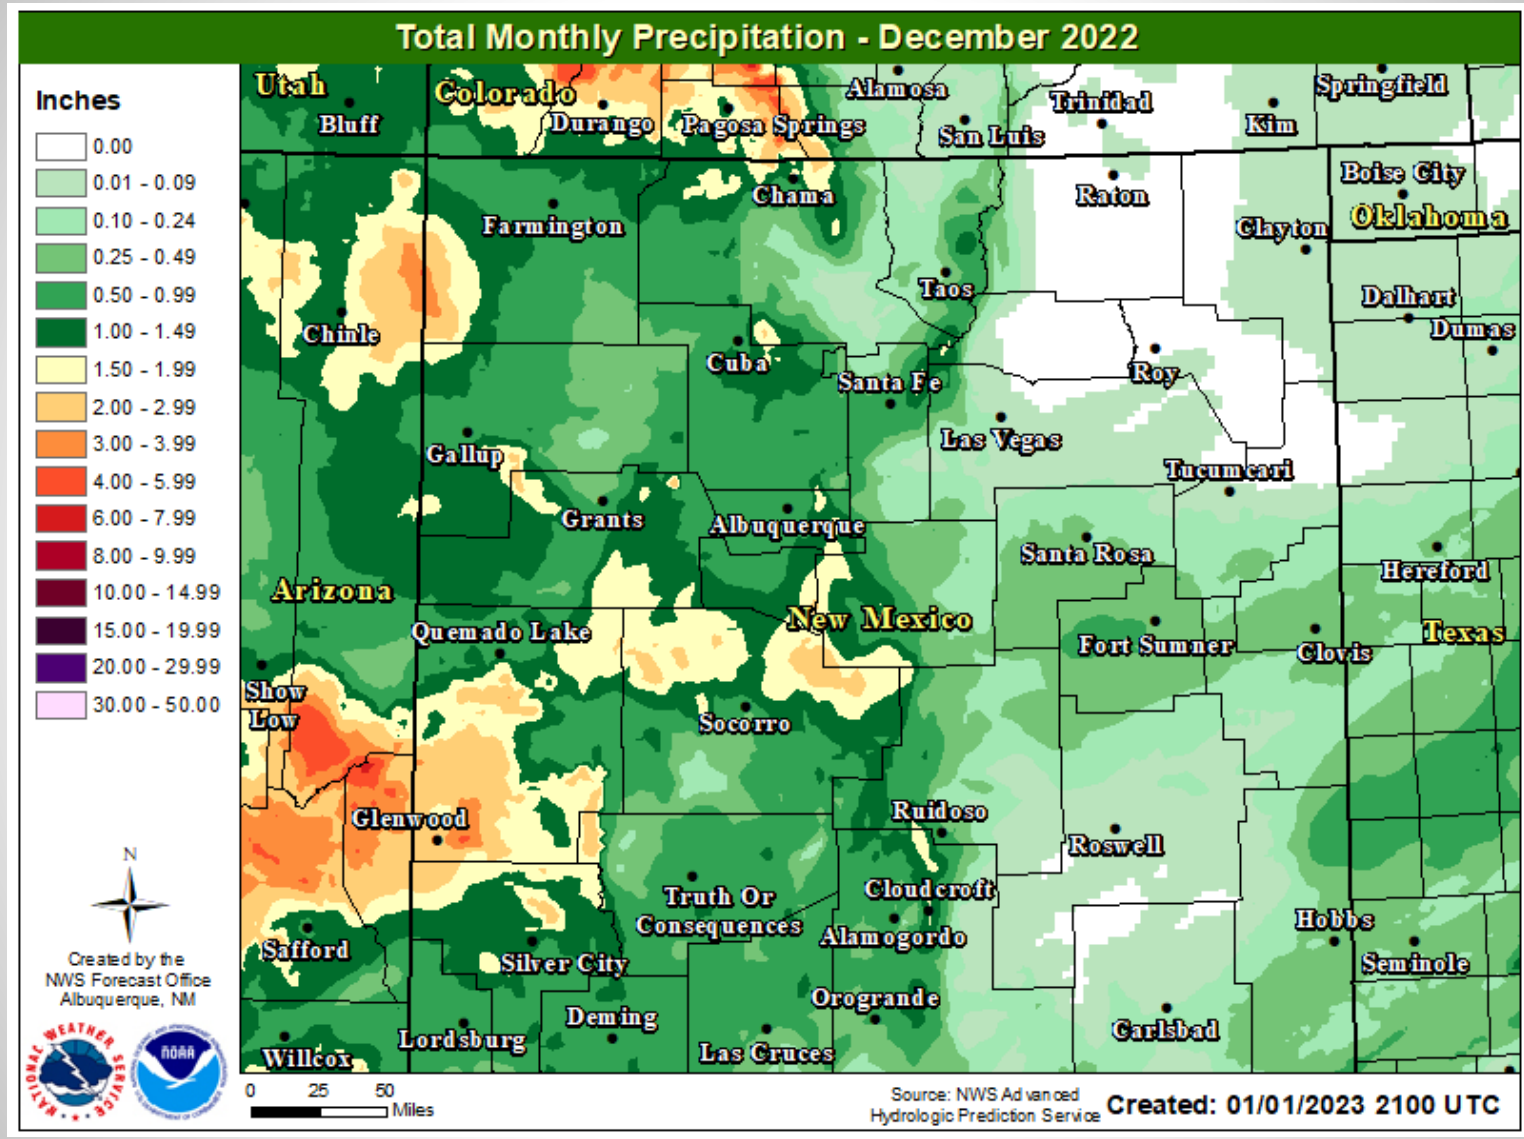 Total Monthly Precipitation - December 2022
Inches
0.00
0.01 - 0.09
0.10 - 0.24
0.25 - 0.49
0.50 - 0.99
1.00 - 1.49
1.50 - 1.99
2.00 - 2.99
3.00 - 3.99
4.00 - 5.99
6.00 - 7.99
8.00 - 9.99
10.00 - 14.99
15.00 - 19.99
20.00 - 29.99
30.00 - 50.00
N
Created by the
NWS Forecast Office
Albuquerque, NM
NATIONAL WEATHER SERVICE
NOAA
Utah
Colorado
Bluff
Durango
Pagosa Springs
Alamosa
San Luis
Trinidad
Kim
Springfield
Boise City
Oklahoma
Farmington
Chama
Raton
Clayton
Taos
Dalhart
Dumas
Chinle
Cuba
Santa Fe
Roy
Las Vegas
Gallup
Tucumcari
Grants
Albuquerque
Santa Rosa
Hereford
Arizona
Quemado Lake
New Mexico
Fort Sumner
Clovis
Texas
Show
Low
Socorro
Glenwood
Ruidoso
Roswell
Truth Or
Consequences
Cloudcroft
Alamogordo
Hobbs
Seminole
Safford
Silver City
Orogrande
Deming
Carlsbad
Willcox
Lordsburg
Las Cruces
0 25 50
Miles
Source: NWS Advanced
Hydrologic Prediction Service
Created: 01/01/2023 2100 UTC